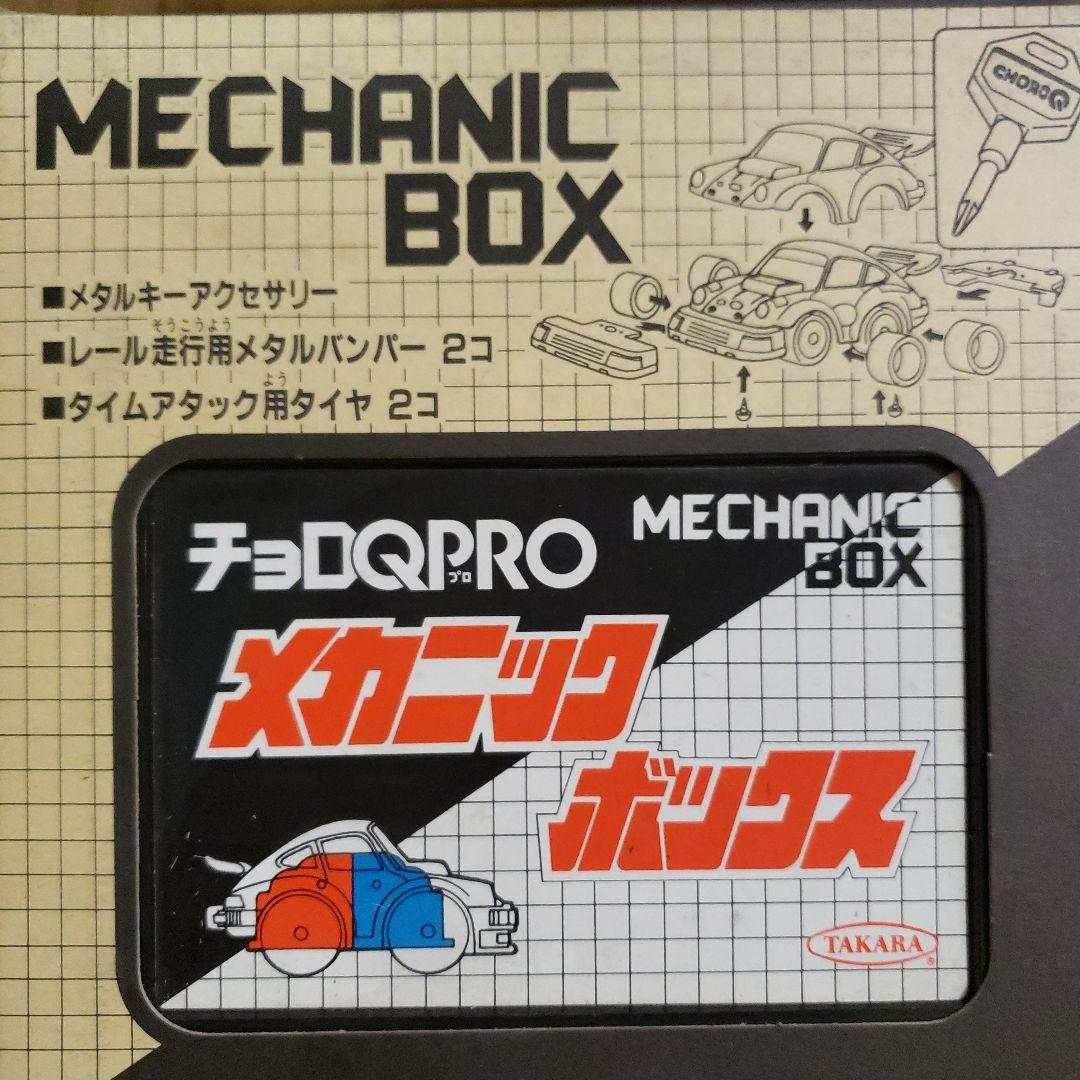 MECHANIC
BOX
CHOROQ
■メタルキーアクセサリー
そうこうよう
■レール走行用メタルバンパー 2コ
よう
■タイムアタック用タイヤ 2コ
チョロQPRO
プロ
MECHANIC
BOX
メカニック
ボックス
TAKARA
®